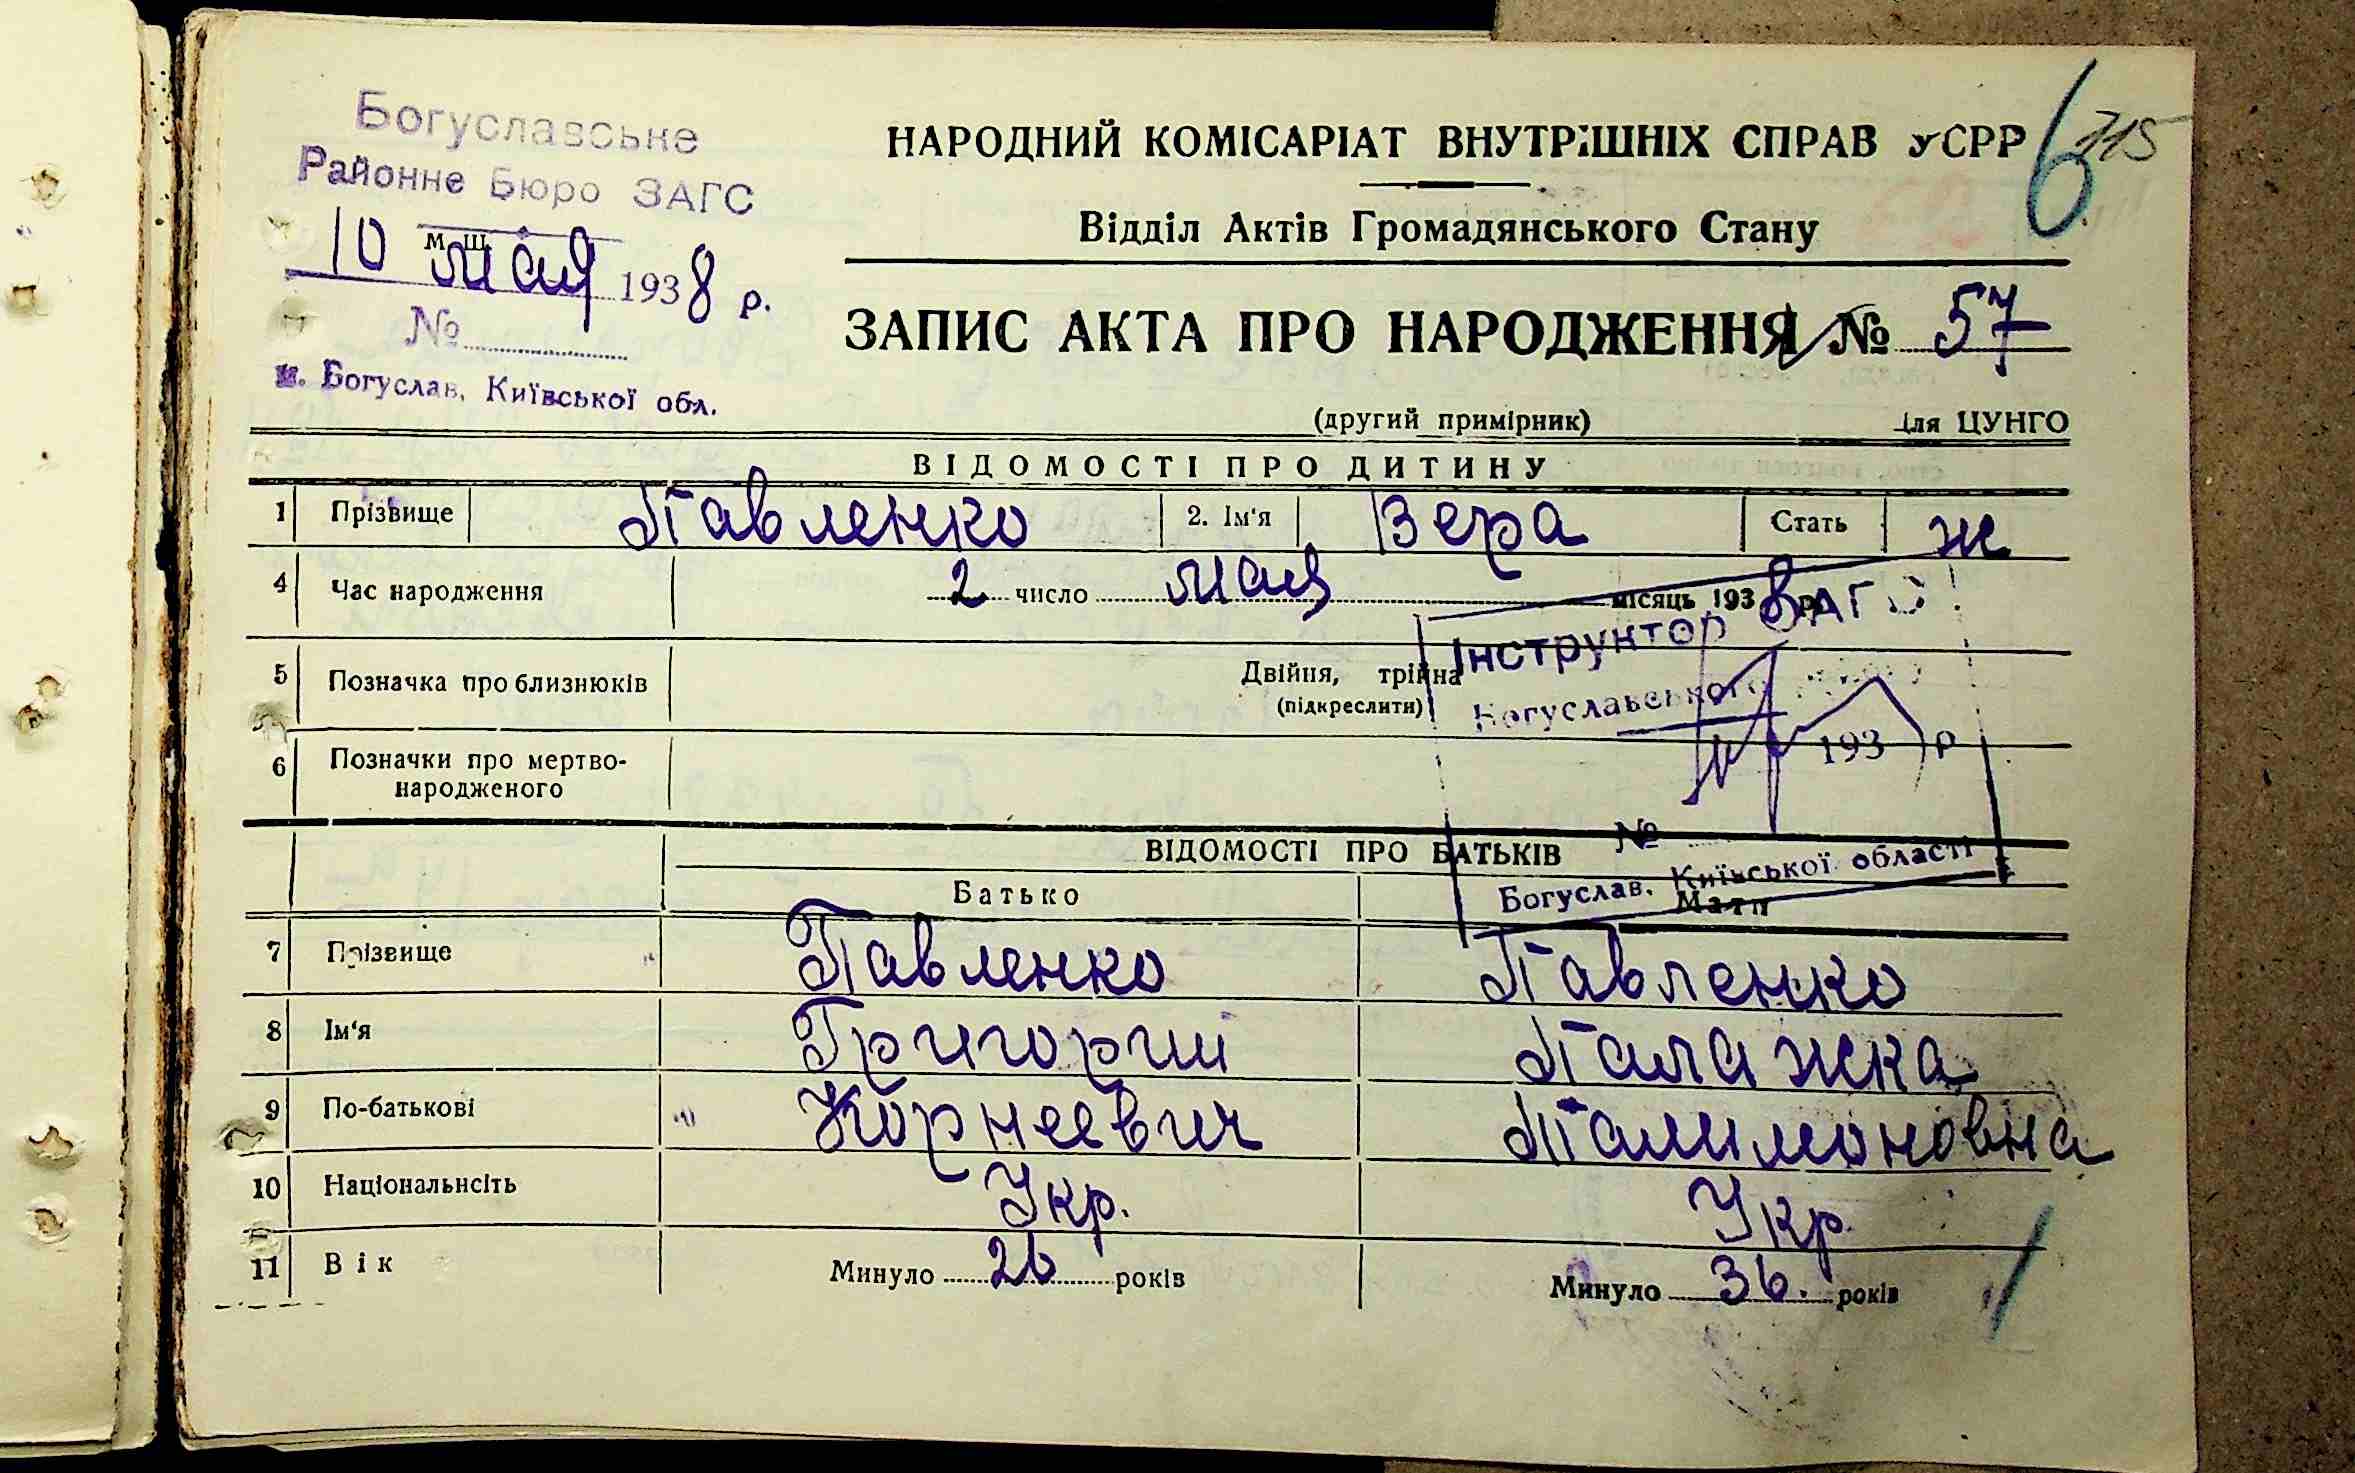 Богуславське
Районне Бюро ЗАГС
10 мая 1938 р.
№
м. Богуслав, Київської обл.
НАРОДНИЙ КОМІСАРІАТ ВНУТРІШНІХ СПРАВ УСРР
6 115
Відділ Актів Громадянського Стану
ЗАПИС АКТА ПРО НАРОДЖЕННЯ № 57
(другий примірник) Для ЦУНГО
ВІДОМОСТІ ПРО ДИТИНУ
1 Прізвище Павленко 2. Ім'я Вера Стать ж
4 Час народження 2 число мая місяць 1938 р.
Інструктор ЗАГС
5 Позначка про близнюків Двійня, трійня
(підкреслити)
Богуславського
6 Позначки про мертво-
народженого
193 р
№
ВІДОМОСТІ ПРО БАТЬКІВ
Богуслав, Київської області
Батько Мати
7 Прізвище Павленко Павленко
8 Ім'я Григорий Палажка
9 По-батькові Корнеевич Палимоновна
10 Національнсіть Укр. Укр.
11 Вік Минуло 26 років Минуло 36. років